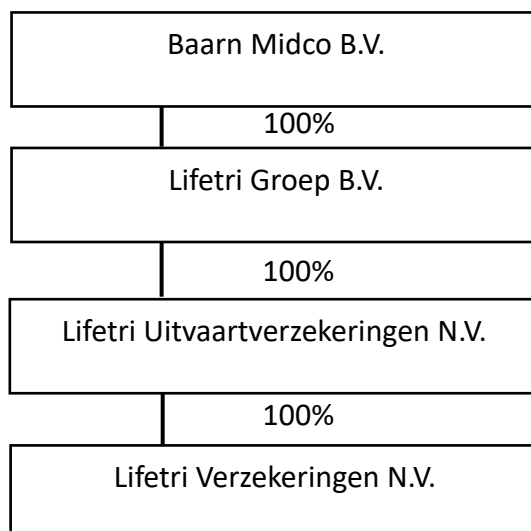 Baarn Midco B.V.
100%
Lifetri Groep B.V.
100%
Lifetri Uitvaartverzekeringen N.V.
100%
Lifetri Verzekeringen N.V.